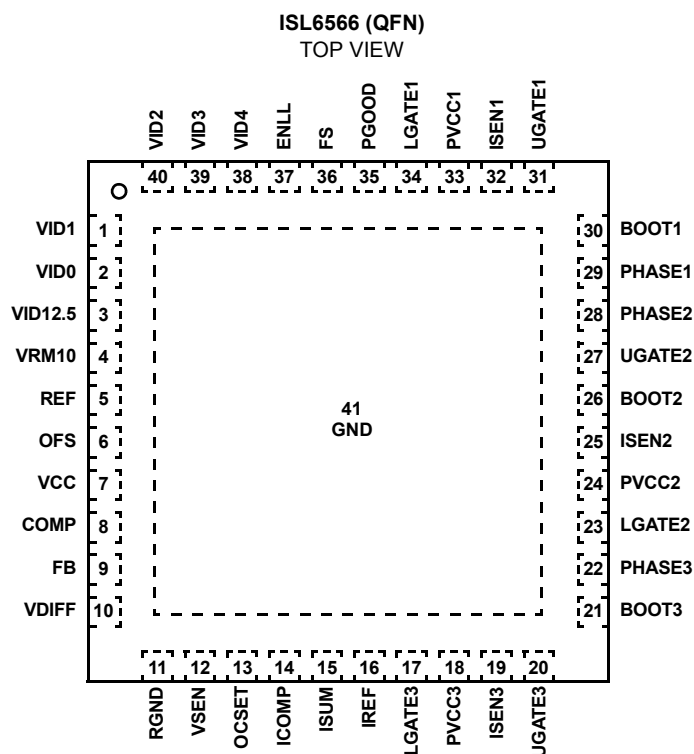 ISL6566 (QFN)
TOP VIEW
VID2
VID3
VID4
ENLL
FS
PGOOD
LGATE1
PVCC1
ISEN1
UGATE1
40 39 38 37 36 35 34 33 32 31
VID1 1
VID0 2
VID12.5 3
VRM10 4
REF 5
OFS 6
VCC 7
COMP 8
FB 9
VDIFF 10
41
GND
30 BOOT1
29 PHASE1
28 PHASE2
27 UGATE2
26 BOOT2
25 ISEN2
24 PVCC2
23 LGATE2
22 PHASE3
21 BOOT3
11 12 13 14 15 16 17 18 19 20
RGND
VSEN
OCSET
ICOMP
ISUM
IREF
LGATE3
PVCC3
ISEN3
UGATE3